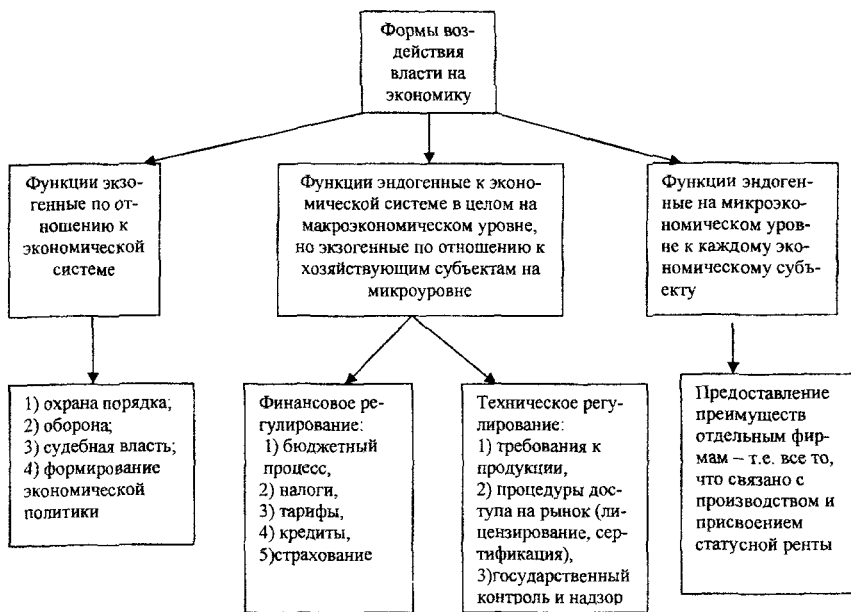 Формы воз-
действия
власти на
экономику
Функции экзо-
генные по от-
ношению к
экономической
системе
Функции эндогенные к эконо-
мической системе в целом на
макроэкономическом уровне,
но экзогенные по отношению к
хозяйствующим субъектам на
микроуровне
Функции эндоген-
ные на микроэко-
номическом уров-
не к каждому эко-
номическому субъ-
екту
1) охрана порядка;
2) оборона;
3) судебная власть;
4) формирование
экономической
политики
Финансовое ре-
гулирование:
1) бюджетный
процесс,
2) налоги,
3) тарифы,
4) кредиты,
5)страхование
Техническое регу-
лирование:
1) требования к
продукции,
2) процедуры дос-
тупа на рынок (ли-
цензирование, сер-
тификация),
3)государственный
контроль и надзор
Предоставление
преимуществ
отдельным фир-
мам – т.е. все то,
что связано с
производством и
присвоением
статусной ренты